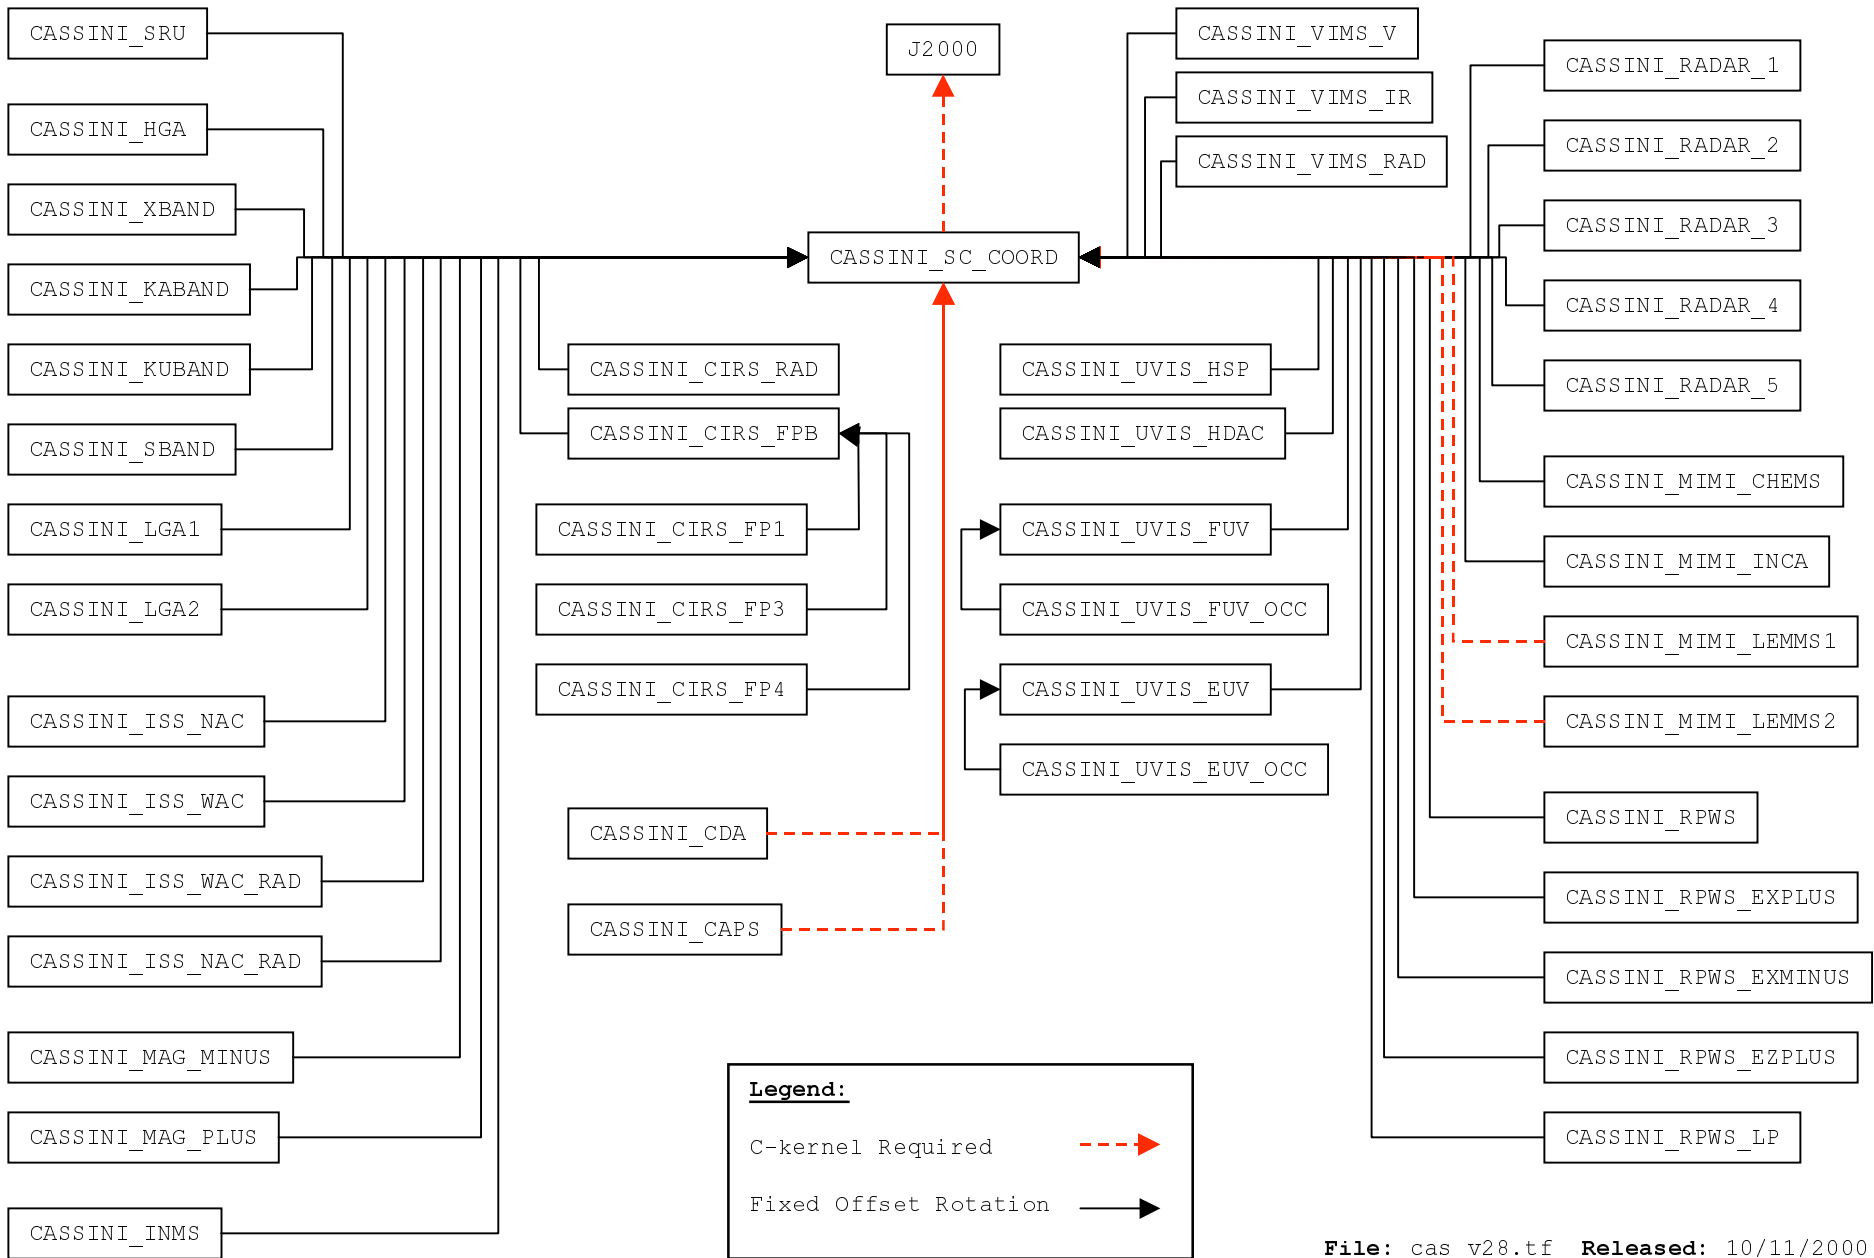 CASSINI_SRU
CASSINI_HGA
CASSINI_XBAND
CASSINI_KABAND
CASSINI_KUBAND
CASSINI_SBAND
CASSINI_LGA1
CASSINI_LGA2
CASSINI_ISS_NAC
CASSINI_ISS_WAC
CASSINI_ISS_WAC_RAD
CASSINI_ISS_NAC_RAD
CASSINI_MAG_MINUS
CASSINI_MAG_PLUS
CASSINI_INMS
J2000
CASSINI_SC_COORD
CASSINI_CIRS_RAD
CASSINI_CIRS_FPB
CASSINI_CIRS_FP1
CASSINI_CIRS_FP3
CASSINI_CIRS_FP4
CASSINI_CDA
CASSINI_CAPS
CASSINI_VIMS_V
CASSINI_VIMS_IR
CASSINI_VIMS_RAD
CASSINI_UVIS_HSP
CASSINI_UVIS_HDAC
CASSINI_UVIS_FUV
CASSINI_UVIS_FUV_OCC
CASSINI_UVIS_EUV
CASSINI_UVIS_EUV_OCC
CASSINI_RADAR_1
CASSINI_RADAR_2
CASSINI_RADAR_3
CASSINI_RADAR_4
CASSINI_RADAR_5
CASSINI_MIMI_CHEMS
CASSINI_MIMI_INCA
CASSINI_MIMI_LEMMS1
CASSINI_MIMI_LEMMS2
CASSINI_RPWS
CASSINI_RPWS_EXPLUS
CASSINI_RPWS_EXMINUS
CASSINI_RPWS_EZPLUS
CASSINI_RPWS_LP
Legend:
C-kernel Required
Fixed Offset Rotation
File: cas v28.tf Released: 10/11/2000